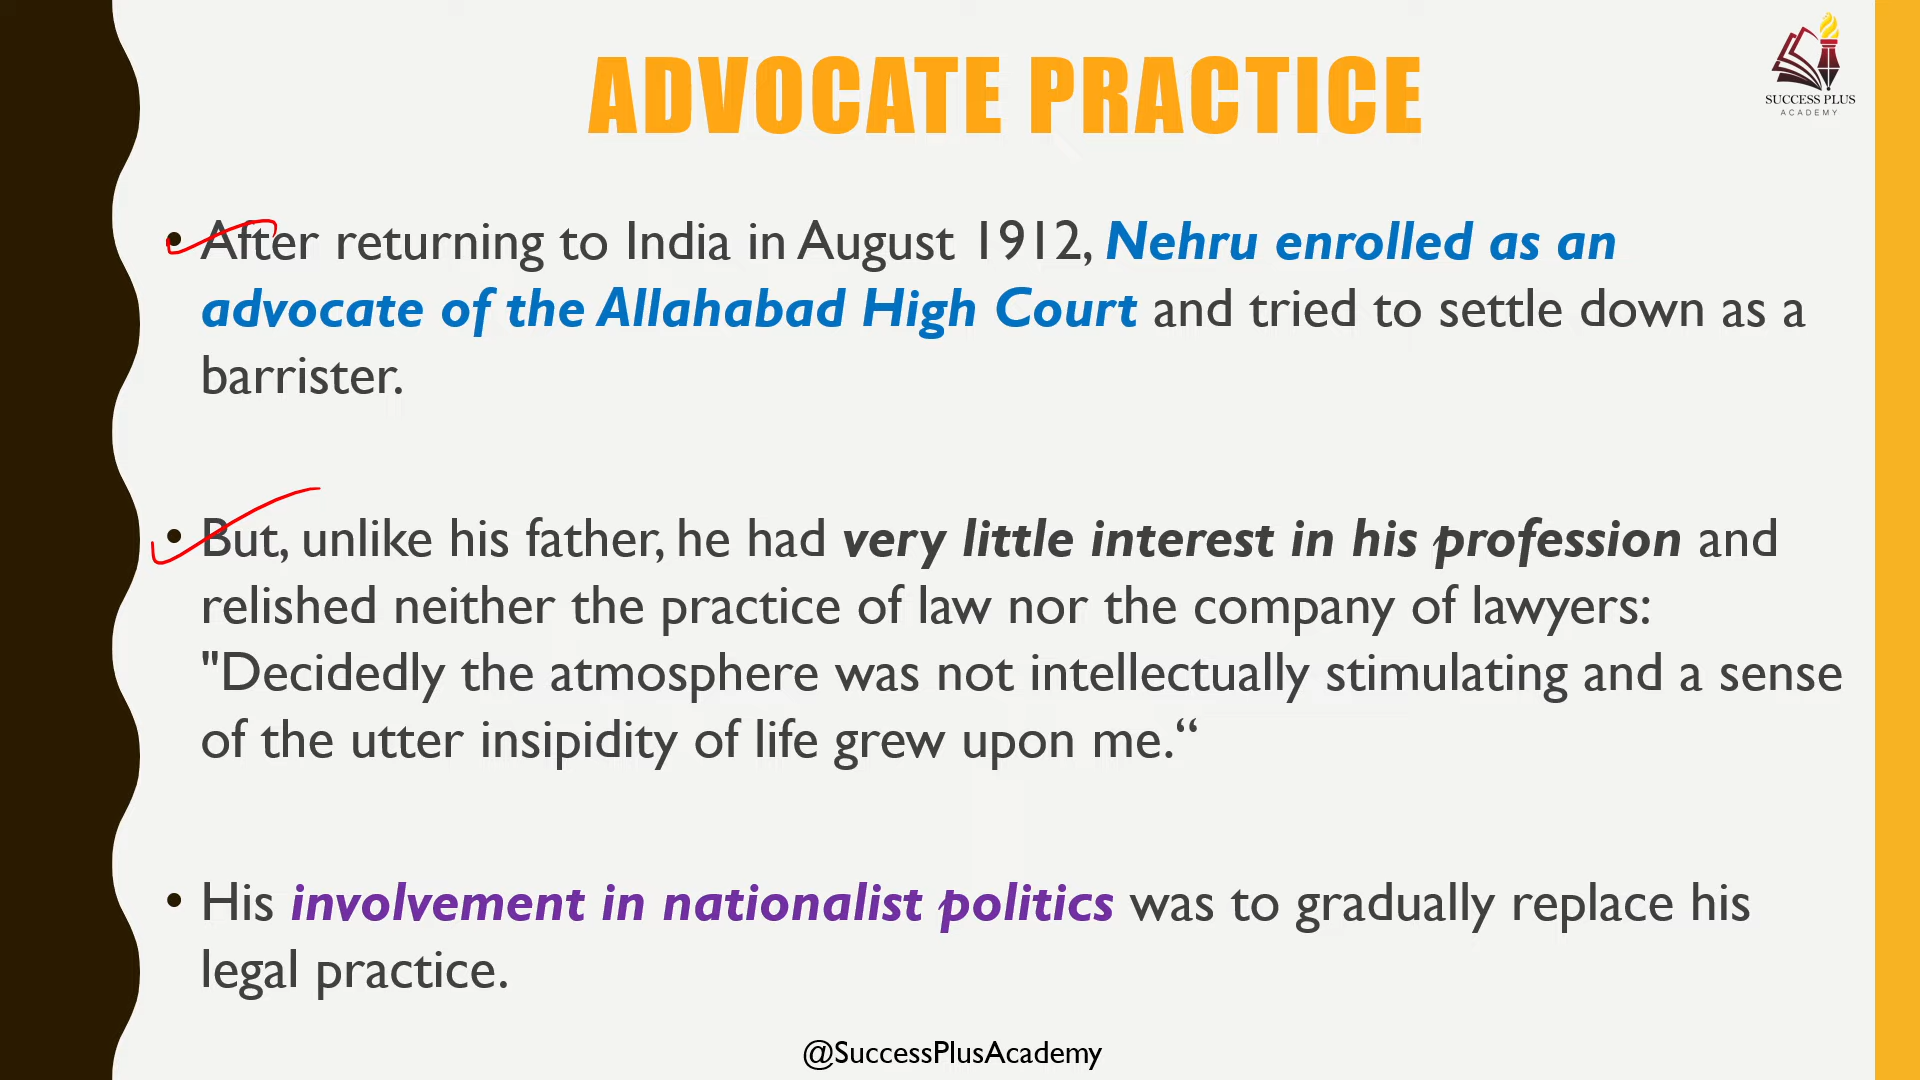 ADVOCATE PRACTICE
SUCCESS PLUS
ACADEMY
• After returning to India in August 1912, Nehru enrolled as an
advocate of the Allahabad High Court and tried to settle down as a
barrister.
• But, unlike his father, he had very little interest in his profession and
relished neither the practice of law nor the company of lawyers:
"Decidedly the atmosphere was not intellectually stimulating and a sense
of the utter insipidity of life grew upon me.“
• His involvement in nationalist politics was to gradually replace his
legal practice.
@SuccessPlusAcademy